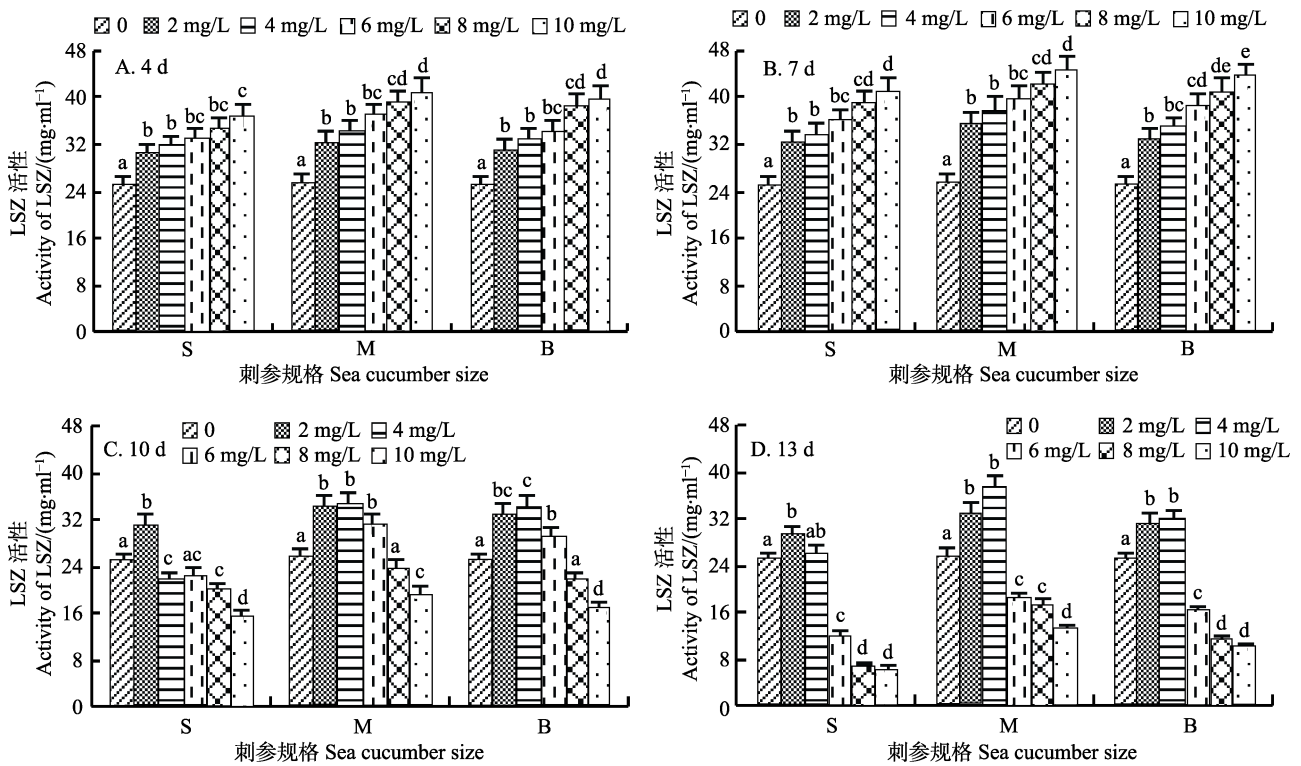 0 2 mg/L 4 mg/L 6 mg/L 8 mg/L 10 mg/L
A. 4 d
LSZ 活性
Activity of LSZ/(mg·ml⁻¹)
48
40
32
24
16
8
0
a b b bc bc c
a b b bc cd d
a b b bc cd d
S M B
刺参规格 Sea cucumber size
0 2 mg/L 4 mg/L 6 mg/L 8 mg/L 10 mg/L
B. 7 d
LSZ 活性
Activity of LSZ/(mg·ml⁻¹)
48
40
32
24
16
8
0
a b b bc cd d
a b b bc cd d
a b bc cd de e
S M B
刺参规格 Sea cucumber size
0 2 mg/L 4 mg/L
6 mg/L 8 mg/L 10 mg/L
C. 10 d
LSZ 活性
Activity of LSZ/(mg·ml⁻¹)
48
40
32
24
16
8
0
a b c ac c d
a b b b a c
a bc c b a d
S M B
刺参规格 Sea cucumber size
0 2 mg/L 4 mg/L
6 mg/L 8 mg/L 10 mg/L
D. 13 d
LSZ 活性
Activity of LSZ/(mg·ml⁻¹)
48
40
32
24
16
8
0
a b ab c d d
a b b c c d
a b b c d d
S M B
刺参规格 Sea cucumber size